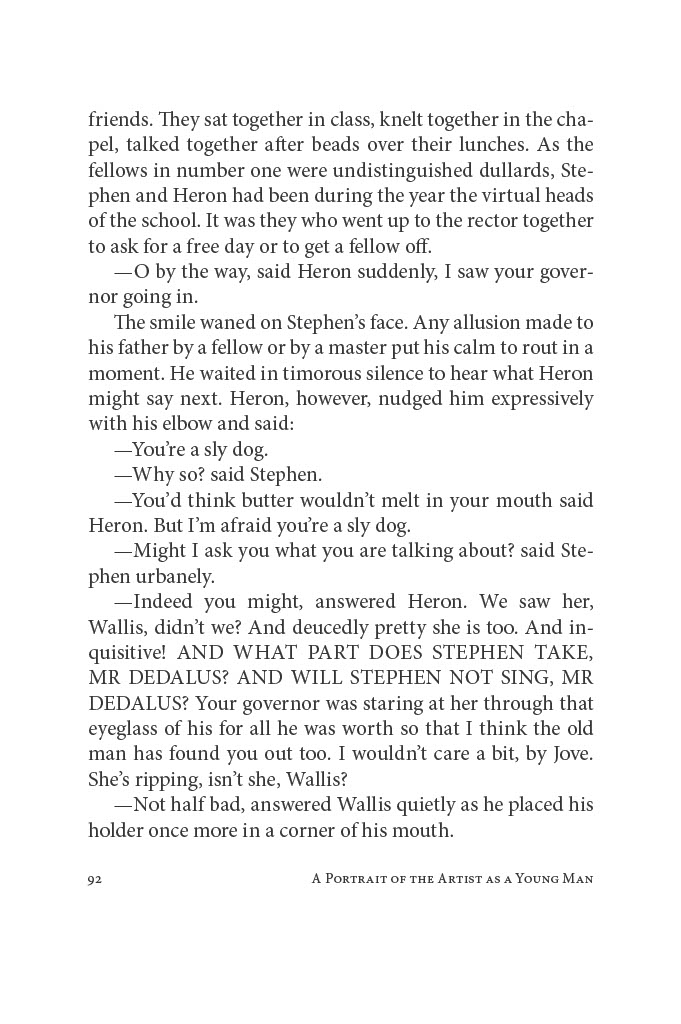 friends. They sat together in class, knelt together in the cha-
pel, talked together after beads over their lunches. As the
fellows in number one were undistinguished dullards, Ste-
phen and Heron had been during the year the virtual heads
of the school. It was they who went up to the rector together
to ask for a free day or to get a fellow off.
—O by the way, said Heron suddenly, I saw your gover-
nor going in.
The smile waned on Stephen’s face. Any allusion made to
his father by a fellow or by a master put his calm to rout in a
moment. He waited in timorous silence to hear what Heron
might say next. Heron, however, nudged him expressively
with his elbow and said:
—You’re a sly dog.
—Why so? said Stephen.
—You’d think butter wouldn’t melt in your mouth said
Heron. But I’m afraid you’re a sly dog.
—Might I ask you what you are talking about? said Ste-
phen urbanely.
—Indeed you might, answered Heron. We saw her,
Wallis, didn’t we? And deucedly pretty she is too. And in-
quisitive! AND WHAT PART DOES STEPHEN TAKE,
MR DEDALUS? AND WILL STEPHEN NOT SING, MR
DEDALUS? Your governor was staring at her through that
eyeglass of his for all he was worth so that I think the old
man has found you out too. I wouldn’t care a bit, by Jove.
She’s ripping, isn’t she, Wallis?
—Not half bad, answered Wallis quietly as he placed his
holder once more in a corner of his mouth.
92 A Portrait of the Artist as a Young Man